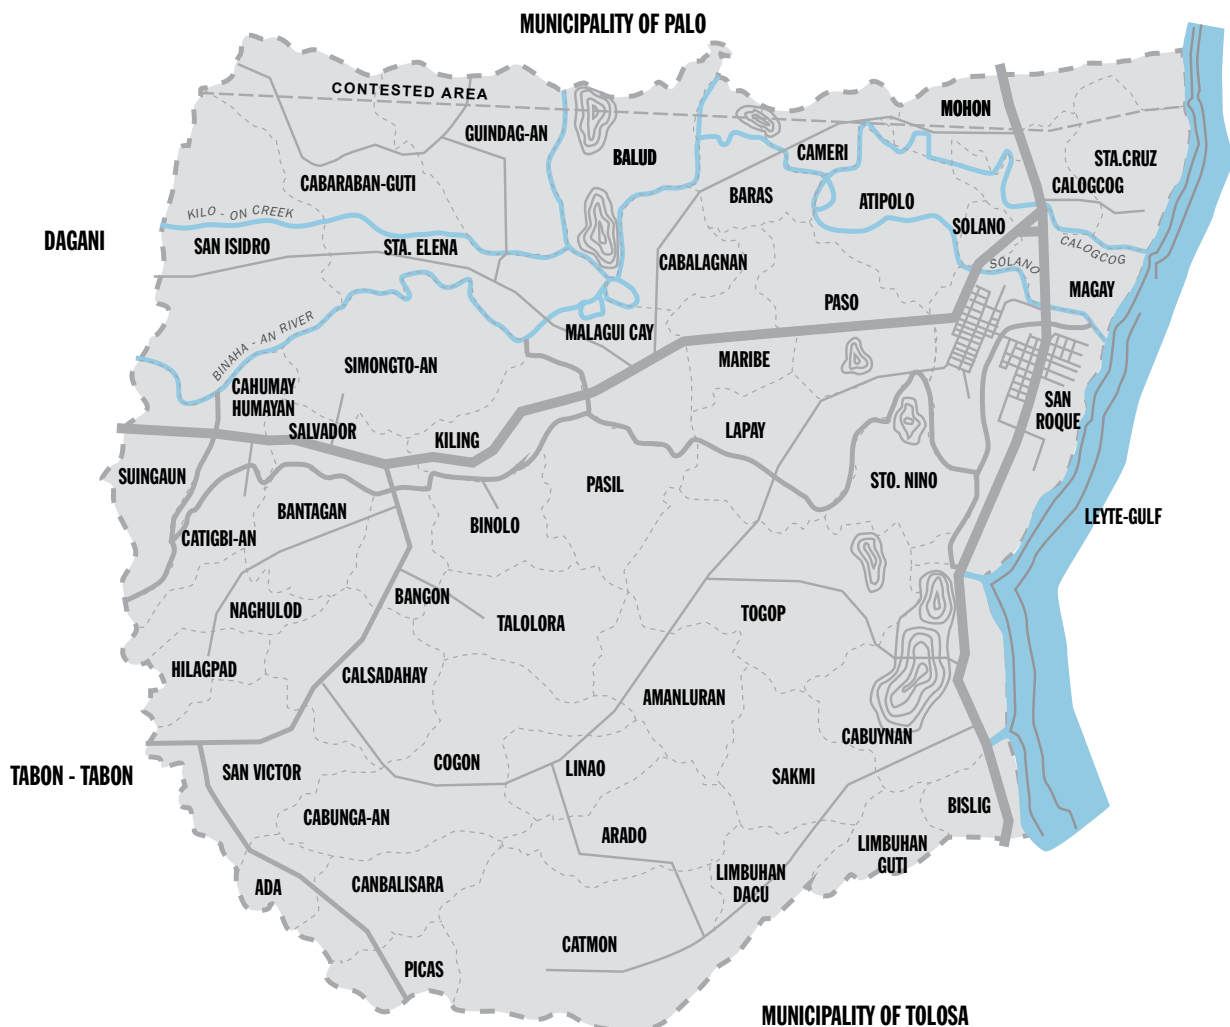 MUNICIPALITY OF PALO
CONTESTED AREA
MOHON
GUINDAG-AN
BALUD
CAMERI
STA.CRUZ
CABARABAN-GUTI
CALOGCOG
BARAS
ATIPOLO
KILO - ON CREEK
SOLANO
DAGANI
SAN ISIDRO
STA. ELENA
CABALAGNAN
CALOGCOG
SOLANO
MAGAY
PASO
BINAHA - AN RIVER
MALAGUI CAY
SIMONGTO-AN
MARIBE
CAHUMAY
HUMAYAN
SAN
ROQUE
SALVADOR
KILING
LAPAY
SUINGAUN
PASIL
STO. NINO
BANTAGAN
BINOLO
LEYTE-GULF
CATIGBI-AN
BANGON
NAGHULOD
TALOLORA
TOGOP
HILAGPAD
CALSADAHAY
AMANLURAN
CABUYNAN
TABON - TABON
SAN VICTOR
COGON
LINAO
SAKMI
BISLIG
CABUNGA-AN
ARADO
LIMBUHAN
GUTI
LIMBUHAN
DACU
ADA
CANBALISARA
CATMON
PICAS
MUNICIPALITY OF TOLOSA